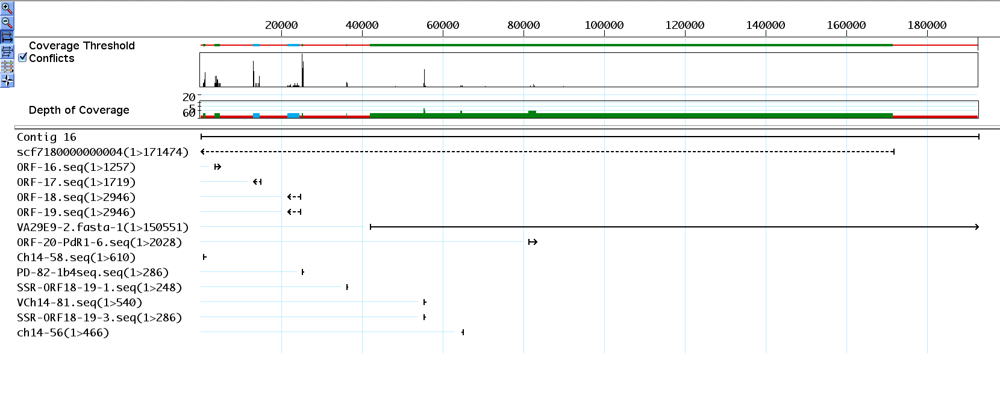 20000 40000 60000 80000 100000 120000 140000 160000 180000
Coverage Threshold
Conflicts
20
5
60
Depth of Coverage
Contig 16
scf7180000000004(1>171474)
ORF-16.seq(1>1257)
ORF-17.seq(1>1719)
ORF-18.seq(1>2946)
ORF-19.seq(1>2946)
VA29E9-2.fasta-1(1>150551)
ORF-20-PdR1-6.seq(1>2028)
Ch14-58.seq(1>610)
PD-82-1b4seq.seq(1>286)
SSR-ORF18-19-1.seq(1>248)
VCh14-81.seq(1>540)
SSR-ORF18-19-3.seq(1>286)
ch14-56(1>466)